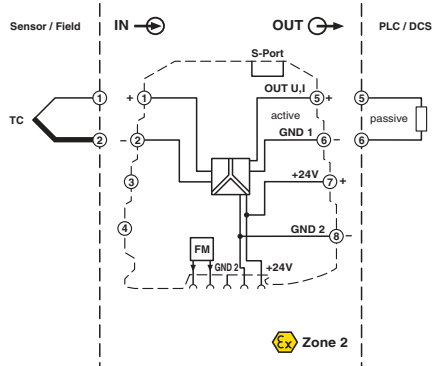 Sensor / Field
IN
OUT
PLC / DCS
S-Port
OUT U,I
1
+ 1
5 +
5
TC
active
passive
GND 1
2
– 2
6 –
6
+24V
3
7 +
4
GND 2
8 –
FM
GND 2
+24V
Ex Zone 2